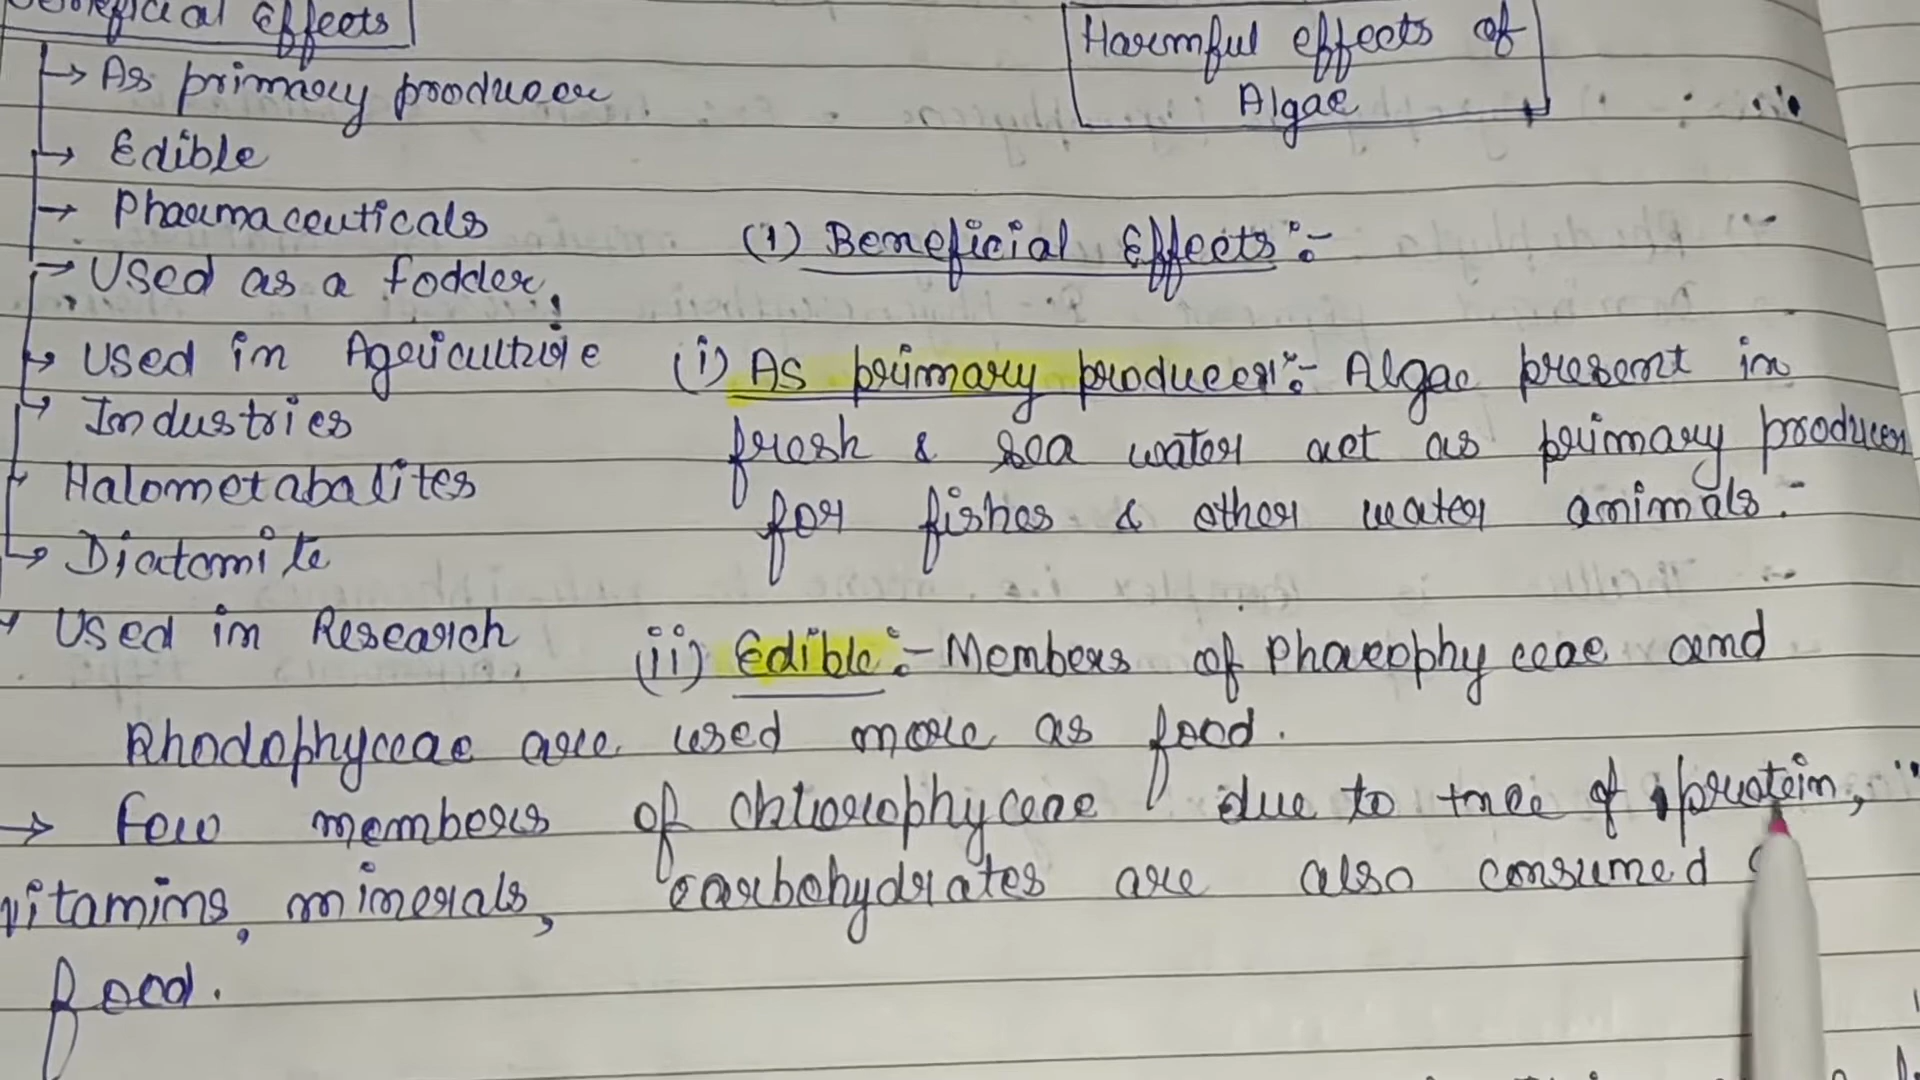 Beneficial Effects
→ As primary producer
→ Edible
→ Pharmaceuticals
→ Used as a fodder
→ Used in Agriculture
→ Industries
Halometabalites
→ Diatomite
Used in Research
Harmful effects of
Algae
(1) Beneficial Effects :-
(i) As primary producer :- Algae present in
fresh & sea water act as primary producer
for fishes & other water animals.
(ii) Edible :- Members of Phaeophyceae and
Rhodophyceae are used more as food.
→ Few members of chlorophyceae due to of protein,
vitamins, minerals, carbohydrates are also consumed
food.